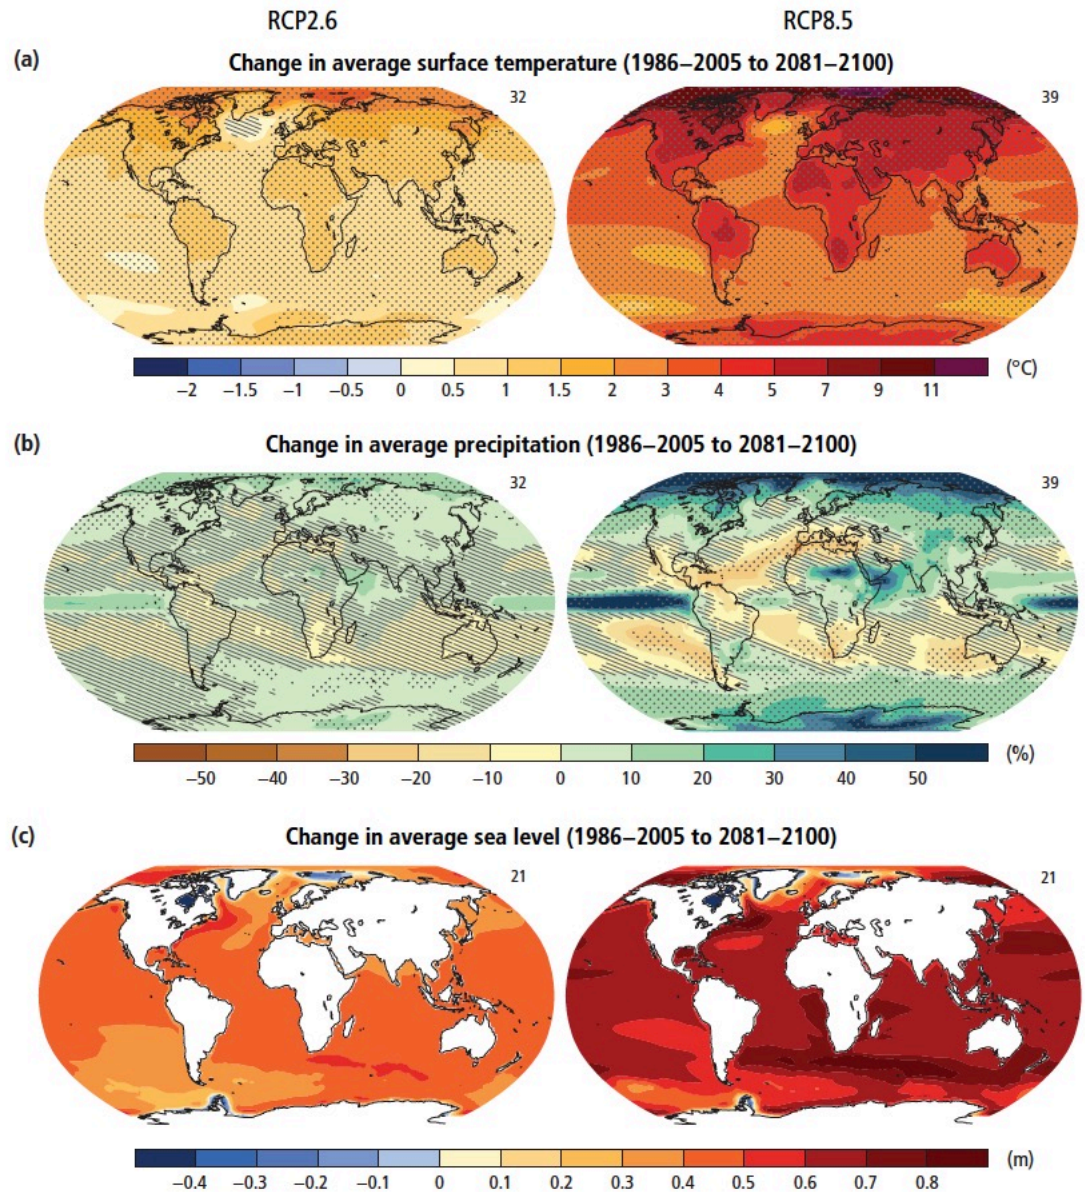 RCP2.6 RCP8.5
(a) Change in average surface temperature (1986−2005 to 2081−2100)
32 39
−2 −1.5 −1 −0.5 0 0.5 1 1.5 2 3 4 5 7 9 11 (°C)
(b) Change in average precipitation (1986−2005 to 2081−2100)
32 39
−50 −40 −30 −20 −10 0 10 20 30 40 50 (%)
(c) Change in average sea level (1986−2005 to 2081−2100)
21 21
−0.4 −0.3 −0.2 −0.1 0 0.1 0.2 0.3 0.4 0.5 0.6 0.7 0.8 (m)